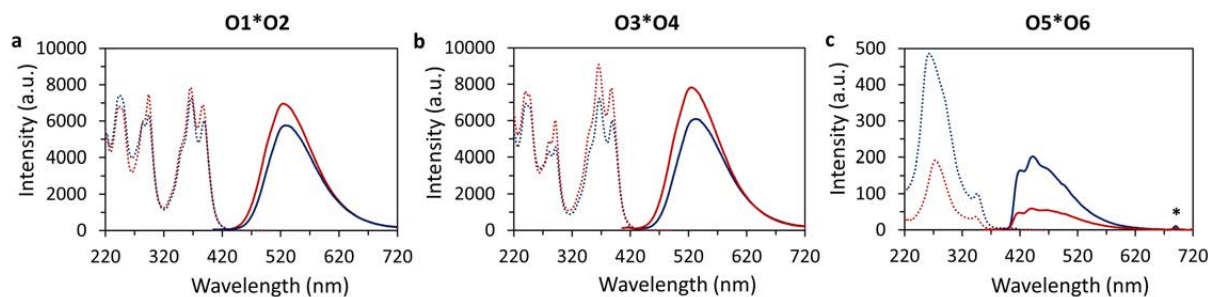 O1*O2
O3*O4
O5*O6
a
b
c
Intensity (a.u.)
10000
8000
6000
4000
2000
0
220 320 420 520 620 720
Wavelength (nm)
Intensity (a.u.)
10000
8000
6000
4000
2000
0
220 320 420 520 620 720
Wavelength (nm)
Intensity (a.u.)
500
400
300
200
100
0
*
220 320 420 520 620 720
Wavelength (nm)